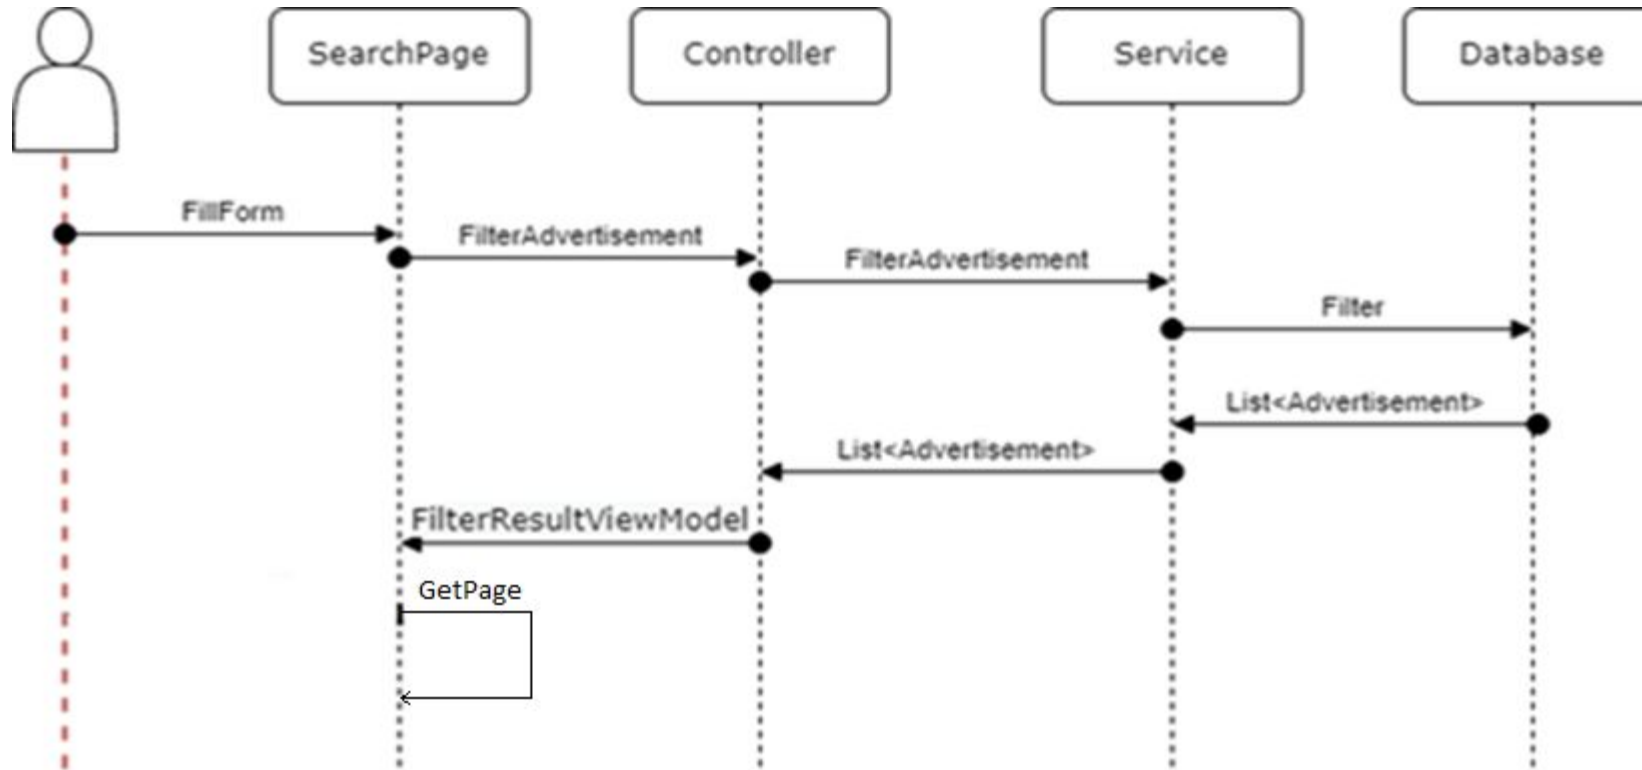 SearchPage
Controller
Service
Database
FillForm
FilterAdvertisement
FilterAdvertisement
Filter
List<Advertisement>
List<Advertisement>
FilterResultViewModel
GetPage